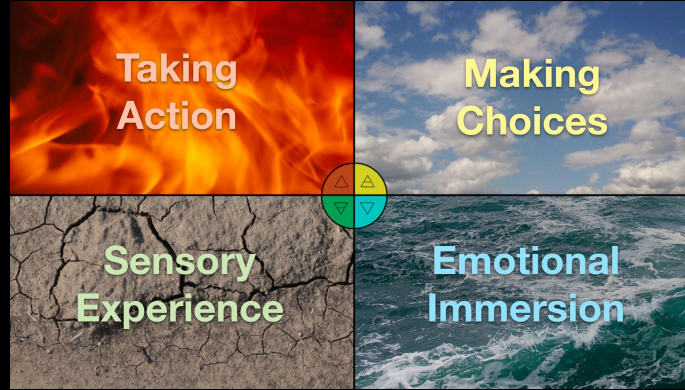 Taking
Action
Making
Choices
Sensory
Experience
Emotional
Immersion